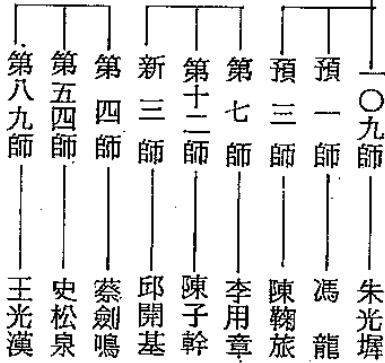 一〇九師 朱光墀
預一師 馮龍
預三師 陳鞠旅
第七師 李用章
第十二師 陳子幹
新三師 邱開基
第四師 蔡劍鳴
第五四師 史松泉
第八九師 王光漢